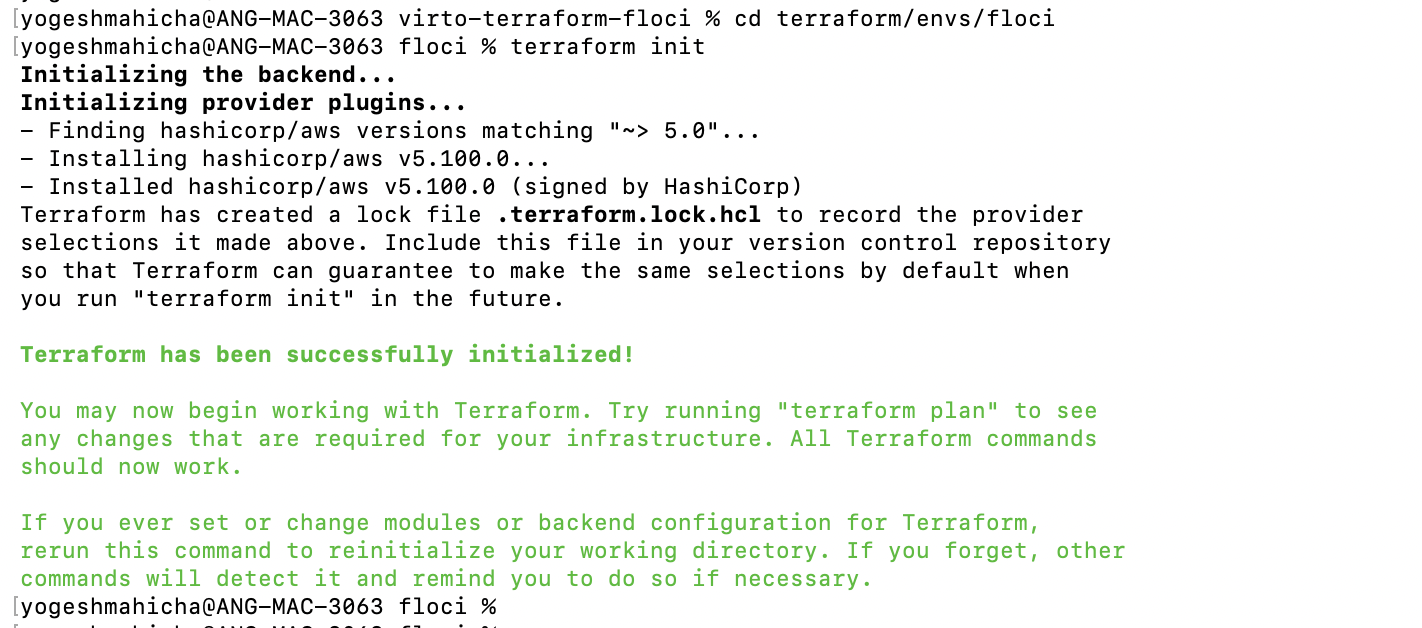 [yogeshmahicha@ANG-MAC-3063 virto-terraform-floci % cd terraform/envs/floci
[yogeshmahicha@ANG-MAC-3063 floci % terraform init
Initializing the backend...
Initializing provider plugins...
- Finding hashicorp/aws versions matching "~> 5.0"...
- Installing hashicorp/aws v5.100.0...
- Installed hashicorp/aws v5.100.0 (signed by HashiCorp)
Terraform has created a lock file .terraform.lock.hcl to record the provider
selections it made above. Include this file in your version control repository
so that Terraform can guarantee to make the same selections by default when
you run "terraform init" in the future.
Terraform has been successfully initialized!
You may now begin working with Terraform. Try running "terraform plan" to see
any changes that are required for your infrastructure. All Terraform commands
should now work.
If you ever set or change modules or backend configuration for Terraform,
rerun this command to reinitialize your working directory. If you forget, other
commands will detect it and remind you to do so if necessary.
[yogeshmahicha@ANG-MAC-3063 floci %